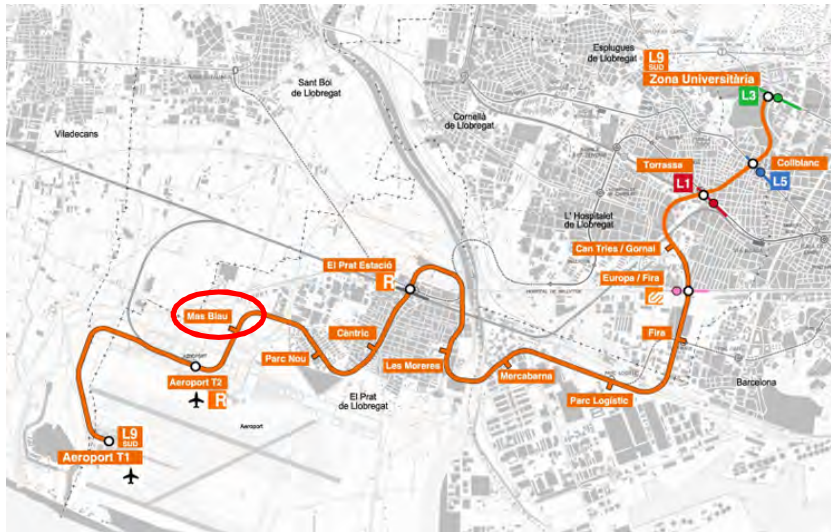 Esplugues
de Llobregat
L9
SUD
Zona Universitària
L3
Sant Boi
de Llobregat
Cornellà
de Llobregat
Viladecans
Torrassa
Collblanc
L1
L5
L' Hospitalet
de Llobregat
Can Tries / Gornal
El Prat Estació
R
Europa / Fira
Mas Blau
Cèntric
Fira
Parc Nou
Les Moreres
Mercabarna
Aeroport T2
R
Barcelona
El Prat
de Llobregat
Parc Logístic
Aeroport
L9
SUD
Aeroport T1